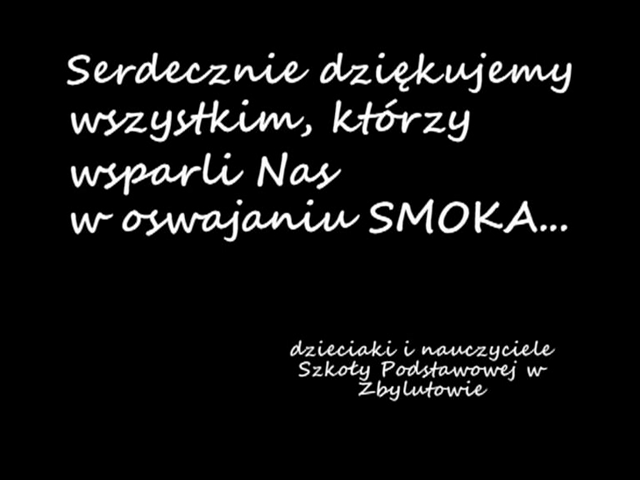 Serdecznie dziękujemy
wszystkim, którzy
wsparli Nas
w oswajaniu SMOKA...
dzieciaki i nauczyciele
Szkoły Podstawowej w
Zbylutowie